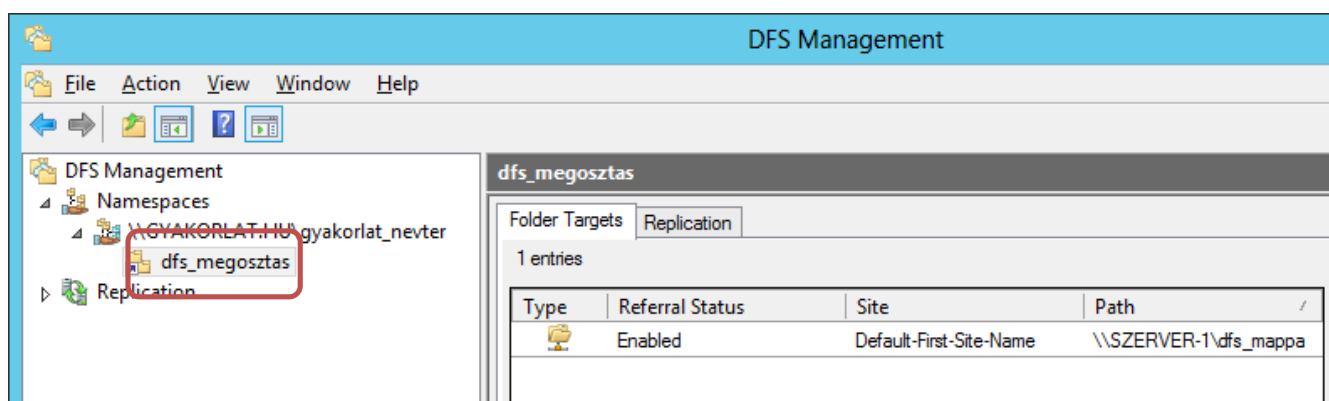 DFS Management
File Action View Window Help
DFS Management
Namespaces
\\GYAKORLAT.HU\gyakorlat_nevter
dfs_megosztas
Replication
dfs_megosztas
Folder Targets Replication
1 entries
Type Referral Status Site Path
Enabled Default-First-Site-Name \\SZERVER-1\dfs_mappa